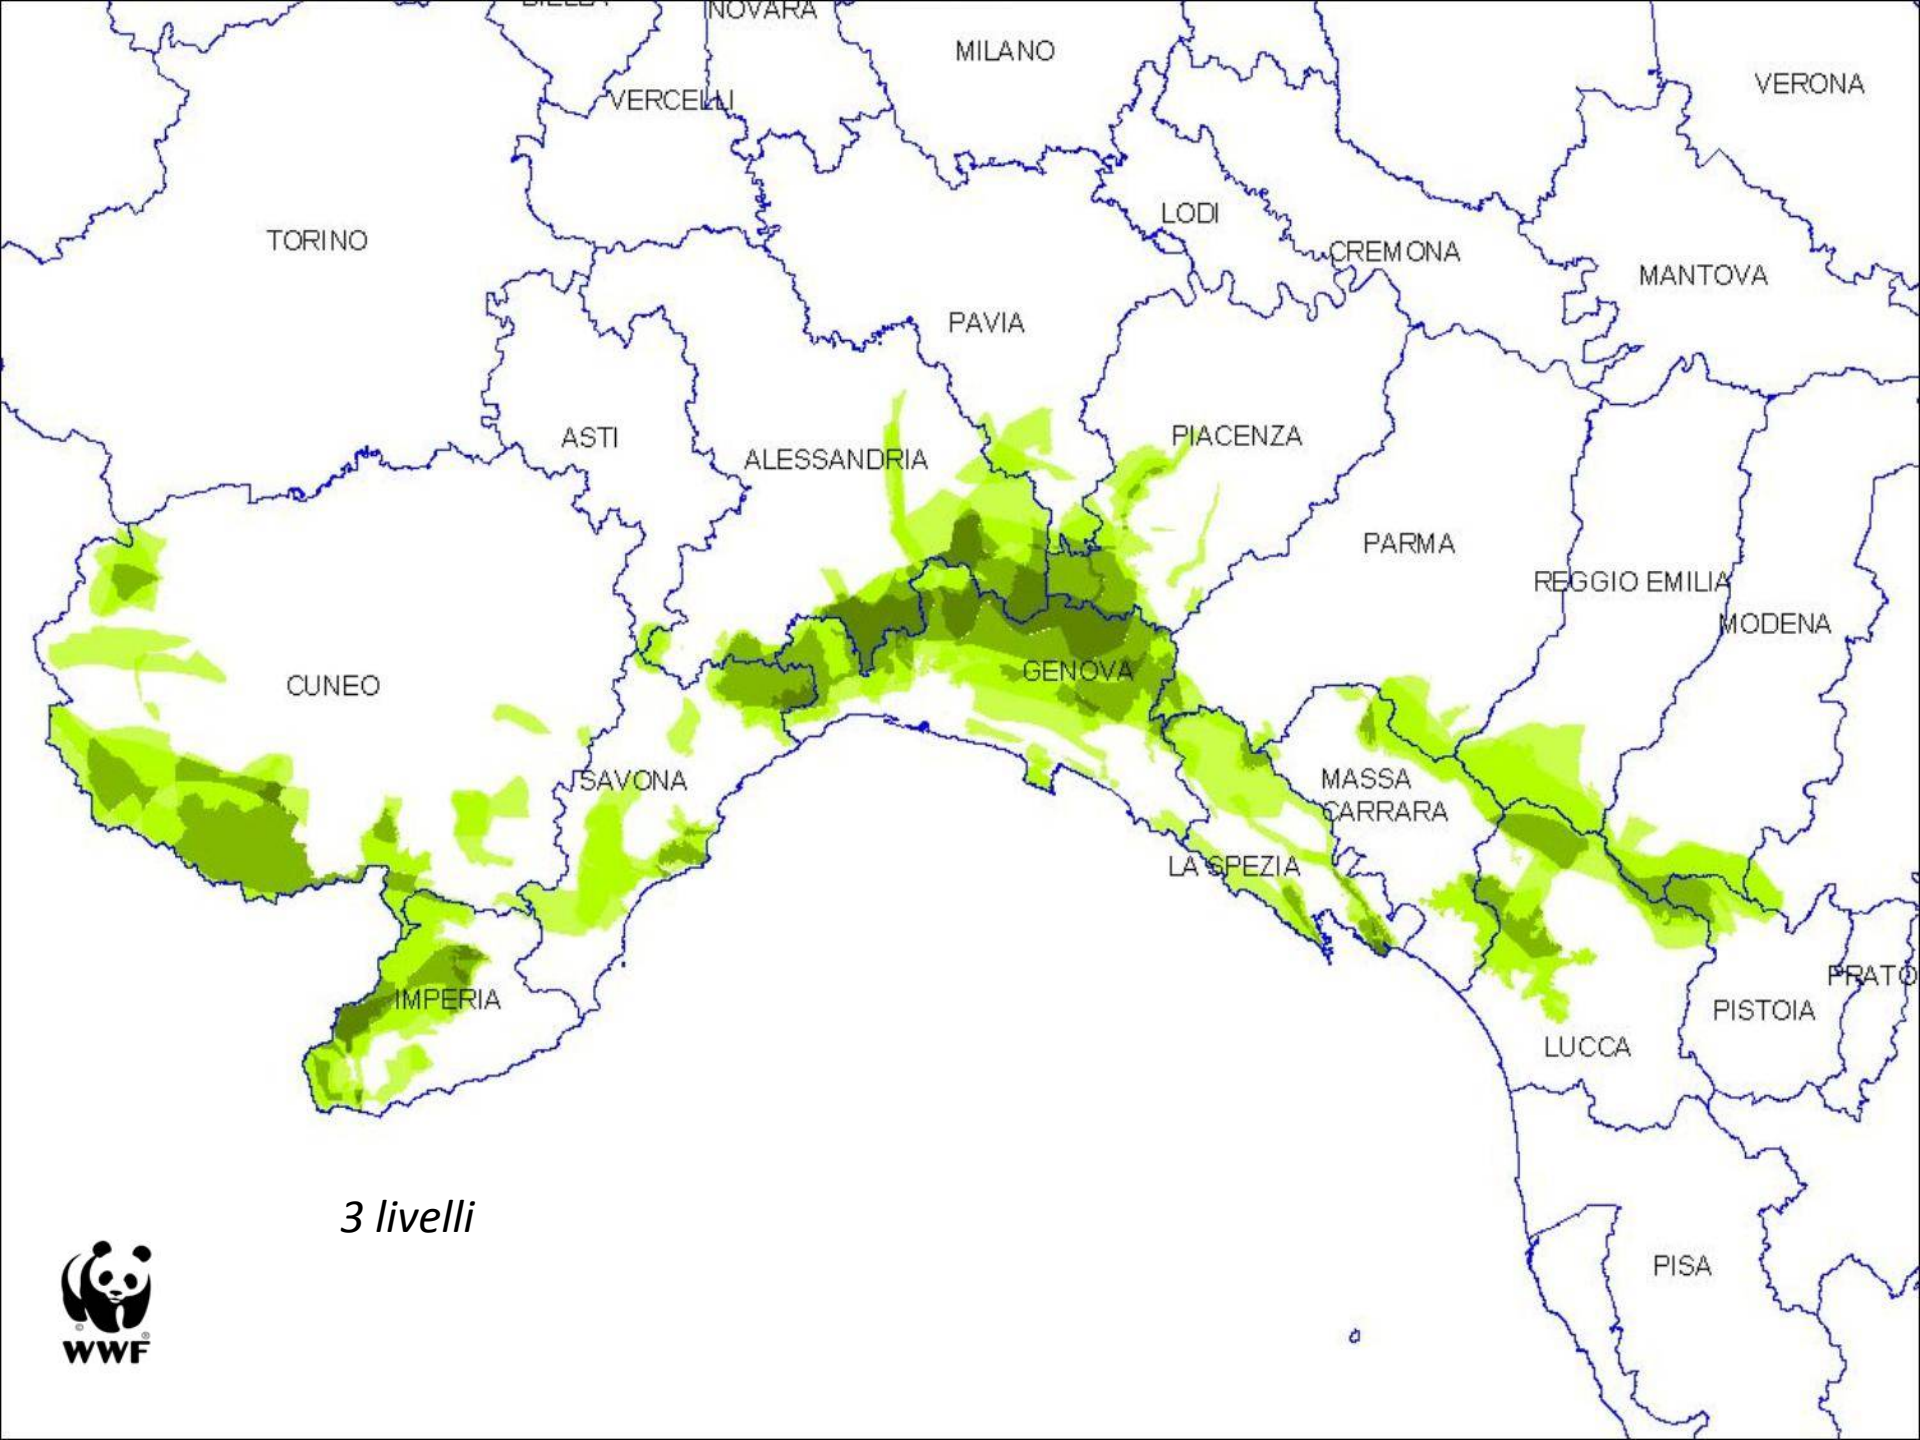 BIELLA
NOVARA
MILANO
VERONA
VERCELLI
LODI
TORINO
CREMONA
MANTOVA
PAVIA
ASTI
PIACENZA
ALESSANDRIA
PARMA
REGGIO EMILIA
MODENA
GENOVA
CUNEO
SAVONA
MASSA
CARRARA
LA SPEZIA
PRATO
IMPERIA
PISTOIA
LUCCA
3 livelli
PISA
©
®
WWF